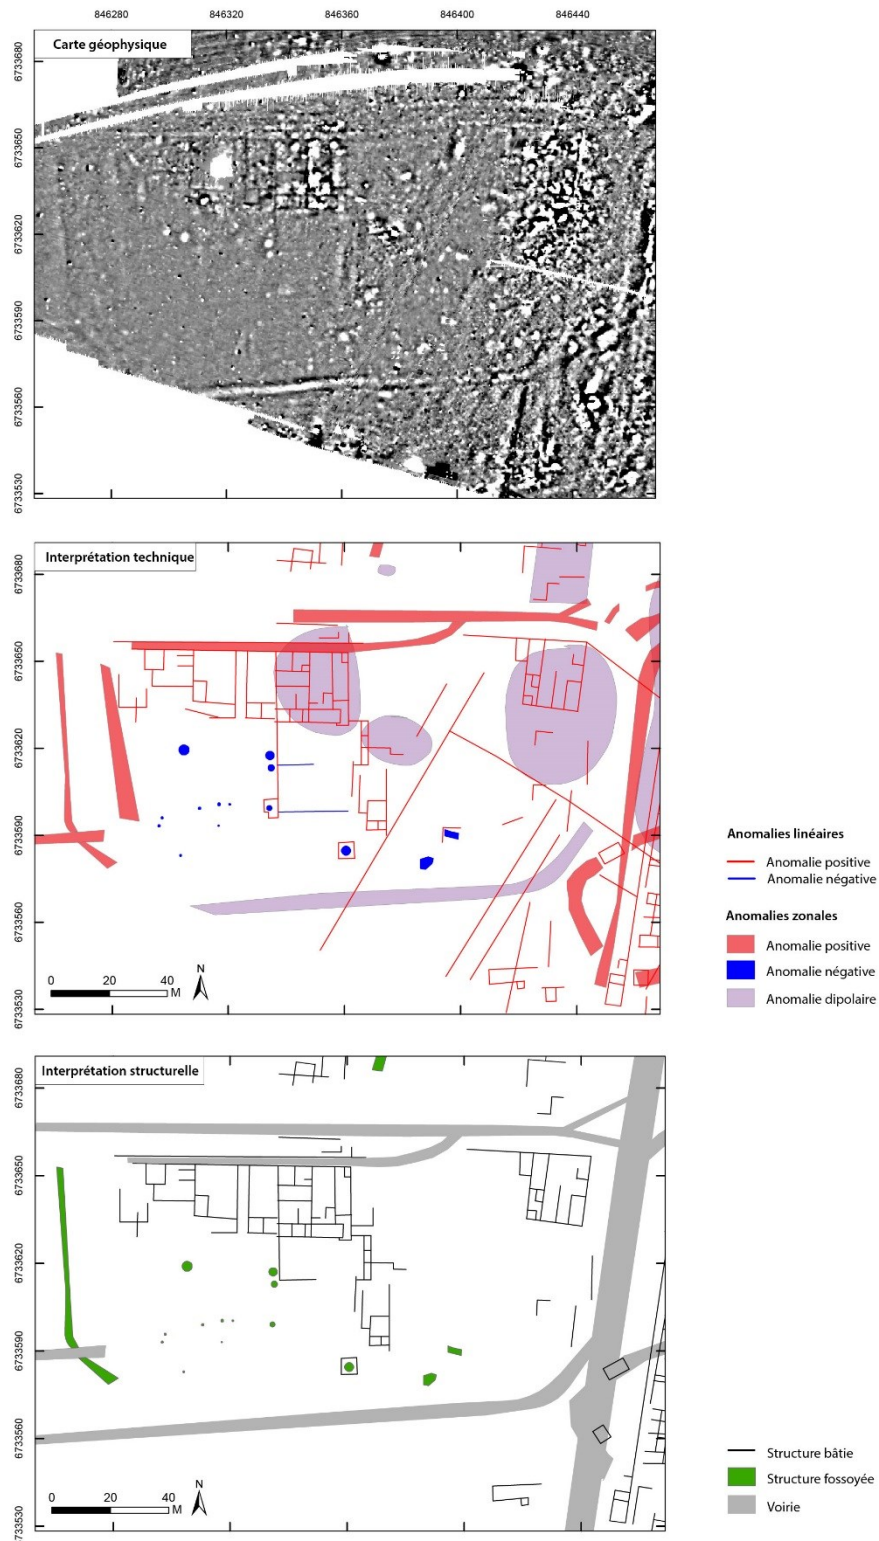 846280 846320 846360 846400 846440
Carte géophysique
6733680
6733650
6733620
6733590
6733560
6733530
Interprétation technique
6733680
6733650
6733620
6733590
6733560
6733530
0 20 40
M
N
Anomalies linéaires
Anomalie positive
Anomalie négative
Anomalies zonales
Anomalie positive
Anomalie négative
Anomalie dipolaire
Interprétation structurelle
6733680
6733650
6733620
6733590
6733560
6733530
0 20 40
M
N
Structure bâtie
Structure fossoyée
Voirie